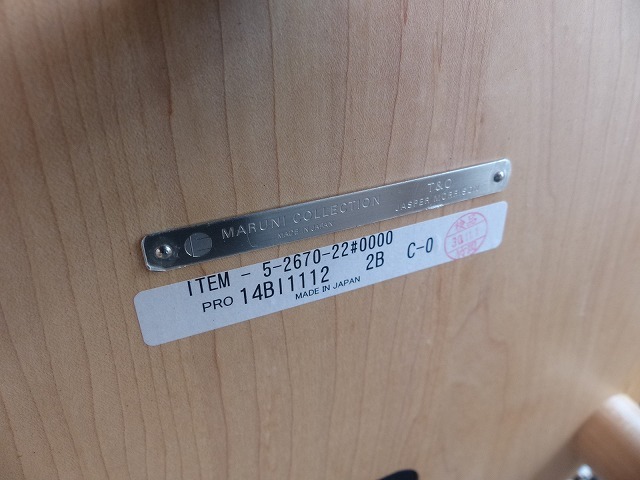 MARUNI COLLECTION
MADE IN JAPAN
T&C
JASPER MORRISON
ITEM - 5-2670-22#0000
PRO 14BI1112 2B C-0
MADE IN JAPAN